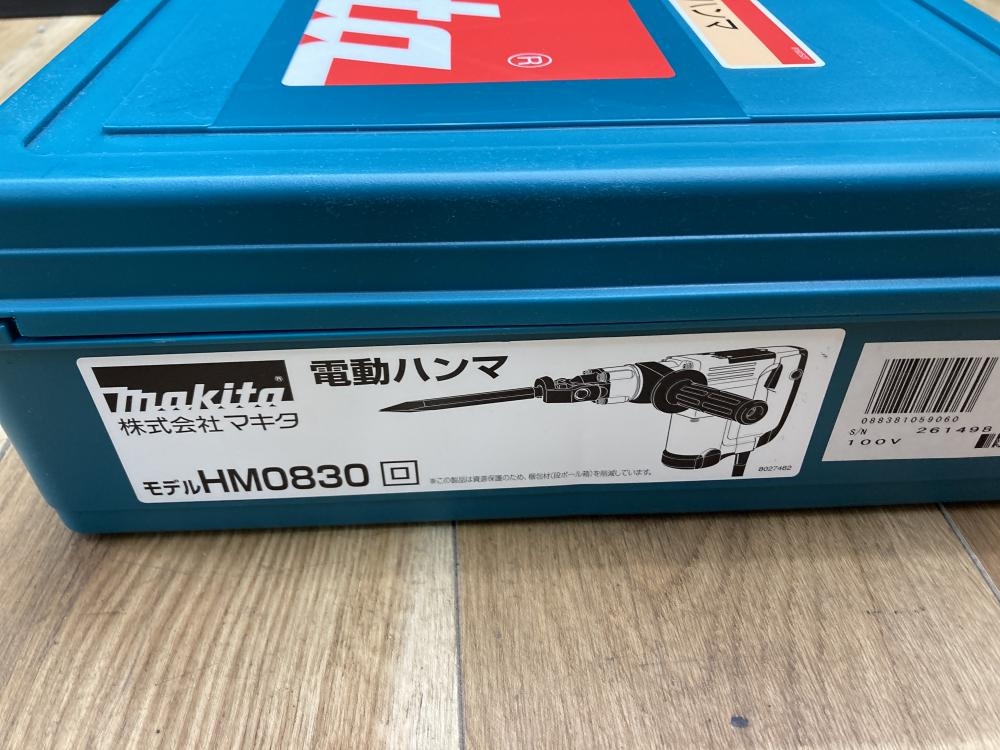 ®
ハンマ
makita®
電動ハンマ
株式会社マキタ
モデルHM0830
※この製品は資源保護のため、梱包材(段ボール箱)を削減しています。
8027462
088381059060
S/N 261498
100V